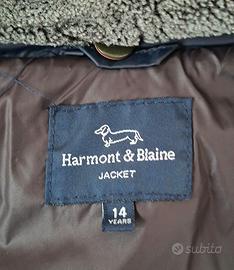 Harmont & Blaine
JACKET
14
YEARS
subito